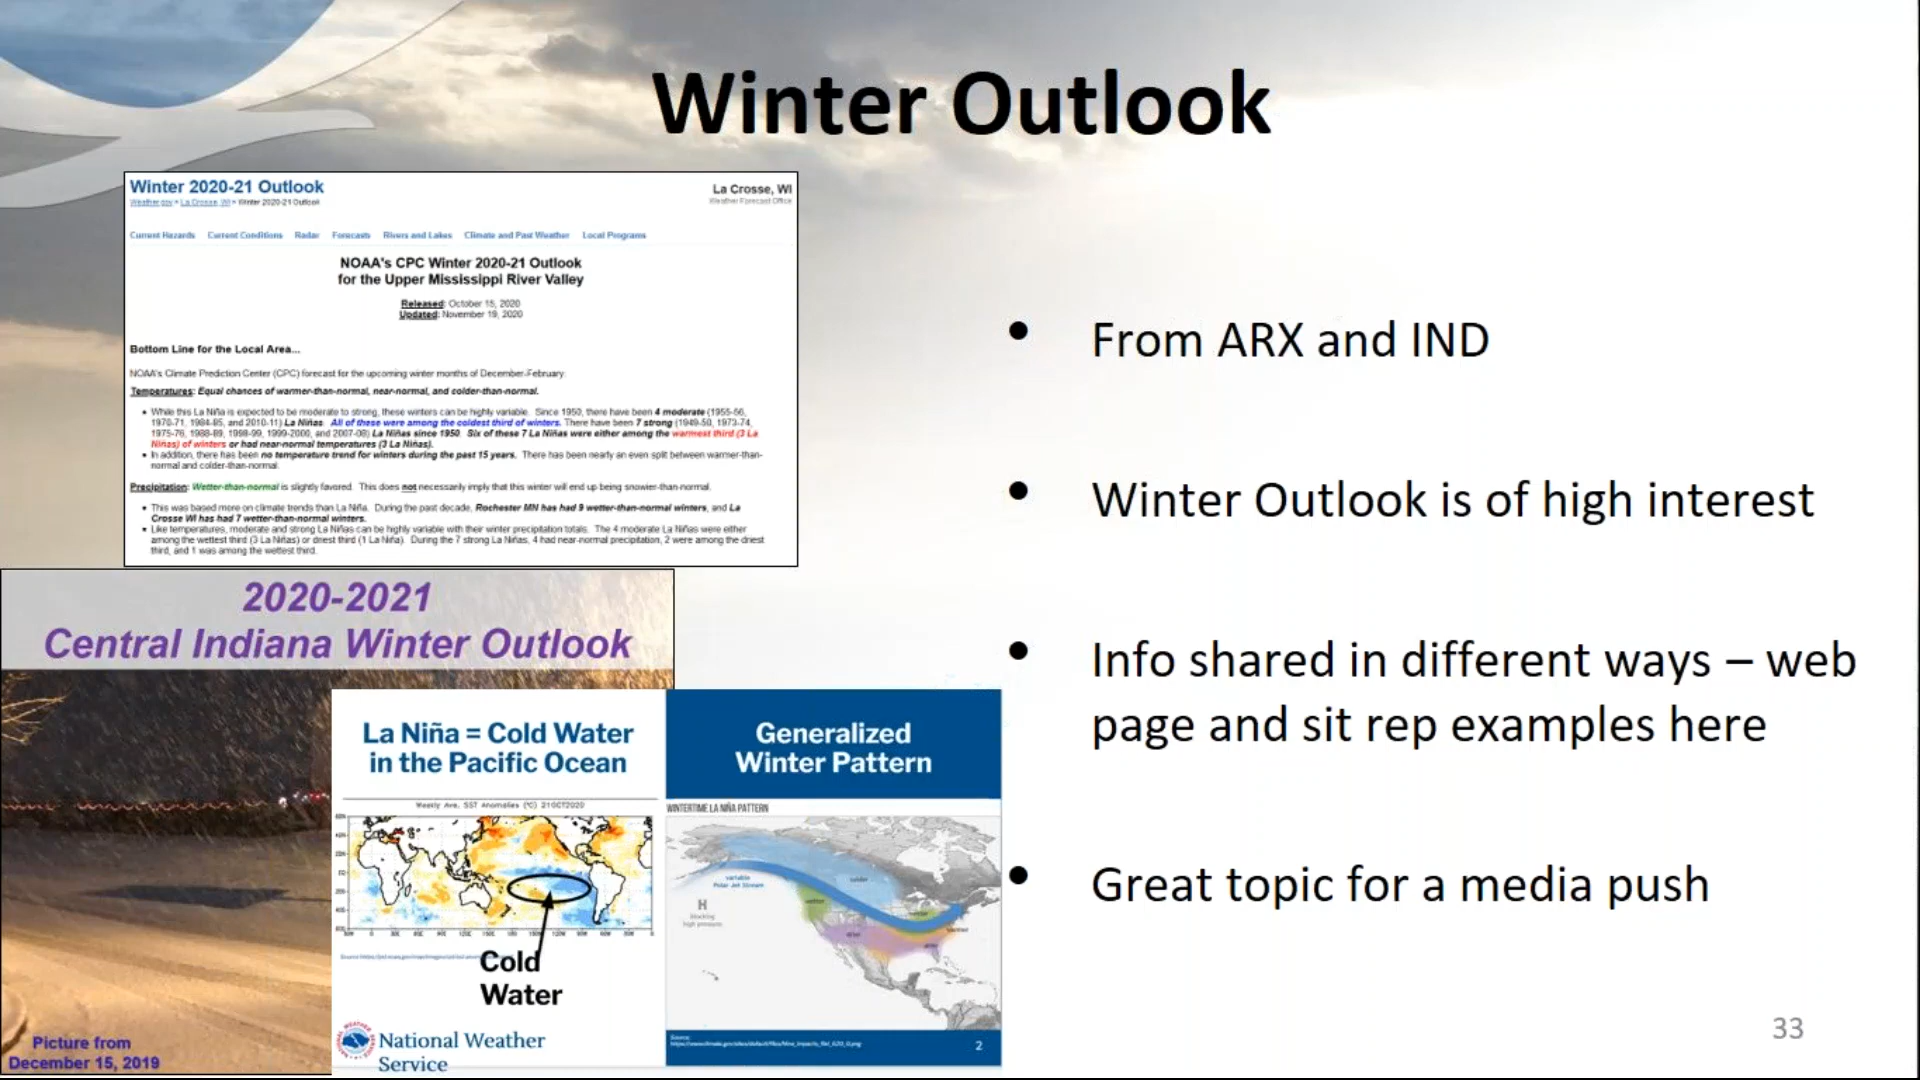 Winter Outlook
Winter 2020-21 Outlook
La Crosse, WI
Weather.gov > La Crosse, WI > Winter 2020-21 Outlook
Weather Forecast Office
Current Hazards Current Conditions Radar Forecasts Rivers and Lakes Climate and Past Weather Local Programs
NOAA's CPC Winter 2020-21 Outlook
for the Upper Mississippi River Valley
Released: October 15, 2020
Updated: November 19, 2020
Bottom Line for the Local Area...
NOAA's Climate Prediction Center (CPC) forecast for the upcoming winter months of December-February.
Temperatures: Equal chances of warmer-than-normal, near-normal, and colder-than-normal.
• While this La Niña is expected to be moderate to strong, these winters can be highly variable. Since 1950, there have been 4 moderate (1955-56,
1970-71, 1984-85, and 2010-11) La Niñas. All of these were among the coldest third of winters. There have been 7 strong (1949-50, 1973-74,
1975-76, 1988-89, 1998-99, 1999-2000, and 2007-08) La Niñas since 1950. Six of these 7 La Niñas were either among the warmest third (3 La
Niñas) of winters or had near-normal temperatures (3 La Niñas).
• In addition, there has been no temperature trend for winters during the past 15 years. There has been nearly an even split between warmer-than-
normal and colder-than-normal.
Precipitation: Wetter-than-normal is slightly favored. This does not necessarily imply that this winter will end up being snowier-than-normal.
• This was based more on climate trends than La Niña. During the past decade, Rochester MN has had 9 wetter-than-normal winters, and La
Crosse WI has had 7 wetter-than-normal winters.
• Like temperatures, moderate and strong La Niñas can be highly variable with their winter precipitation totals. The 4 moderate La Niñas were either
among the wettest third (3 La Niñas) or driest third (1 La Niña). During the 7 strong La Niñas, 4 had near-normal precipitation, 2 were among the driest
third, and 1 was among the wettest third.
2020-2021
Central Indiana Winter Outlook
Picture from
December 15, 2019
La Niña = Cold Water
in the Pacific Ocean
Weekly Ave. SST Anomalies (°C) 21OCT2020
Cold
Water
National Weather
Service
Generalized
Winter Pattern
WINTERTIME LA NIÑA PATTERN
variable
Polar Jet Stream
colder
wetter
H
blocking
high pressure
drier
Source:
2
• From ARX and IND
• Winter Outlook is of high interest
• Info shared in different ways – web
page and sit rep examples here
• Great topic for a media push
33